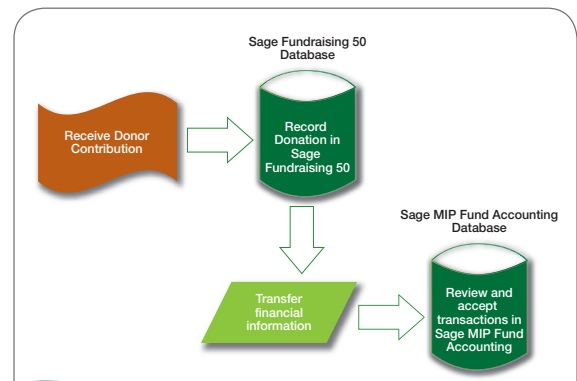 Sage Fundraising 50
Database
Receive Donor
Contribution
Record
Donation in
Sage
Fundraising 50
Sage MIP Fund Accounting
Database
Transfer
financial
information
Review and
accept
transactions in
Sage MIP Fund
Accounting